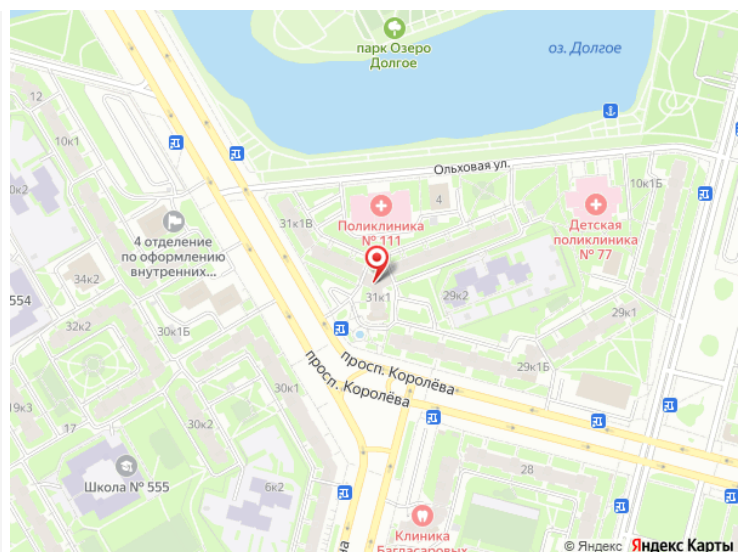 парк Озеро
Долгое
оз. Долгое
12
10к1
Ольховая ул.
4
10к1Б
31к1В
Поликлиника
№ 111
Детская
поликлиника
№ 77
4 отделение
по оформлению
внутренних...
34к2
554
31к1
29к2
29к1
32к2
30к1Б
29к1Б
просп. Королёва
просп. Королёва
30к1
19к3
17
30к2
Школа № 555
6к2
28
Клиника
Багдасаровых
© Яндекс Яндекс Карты